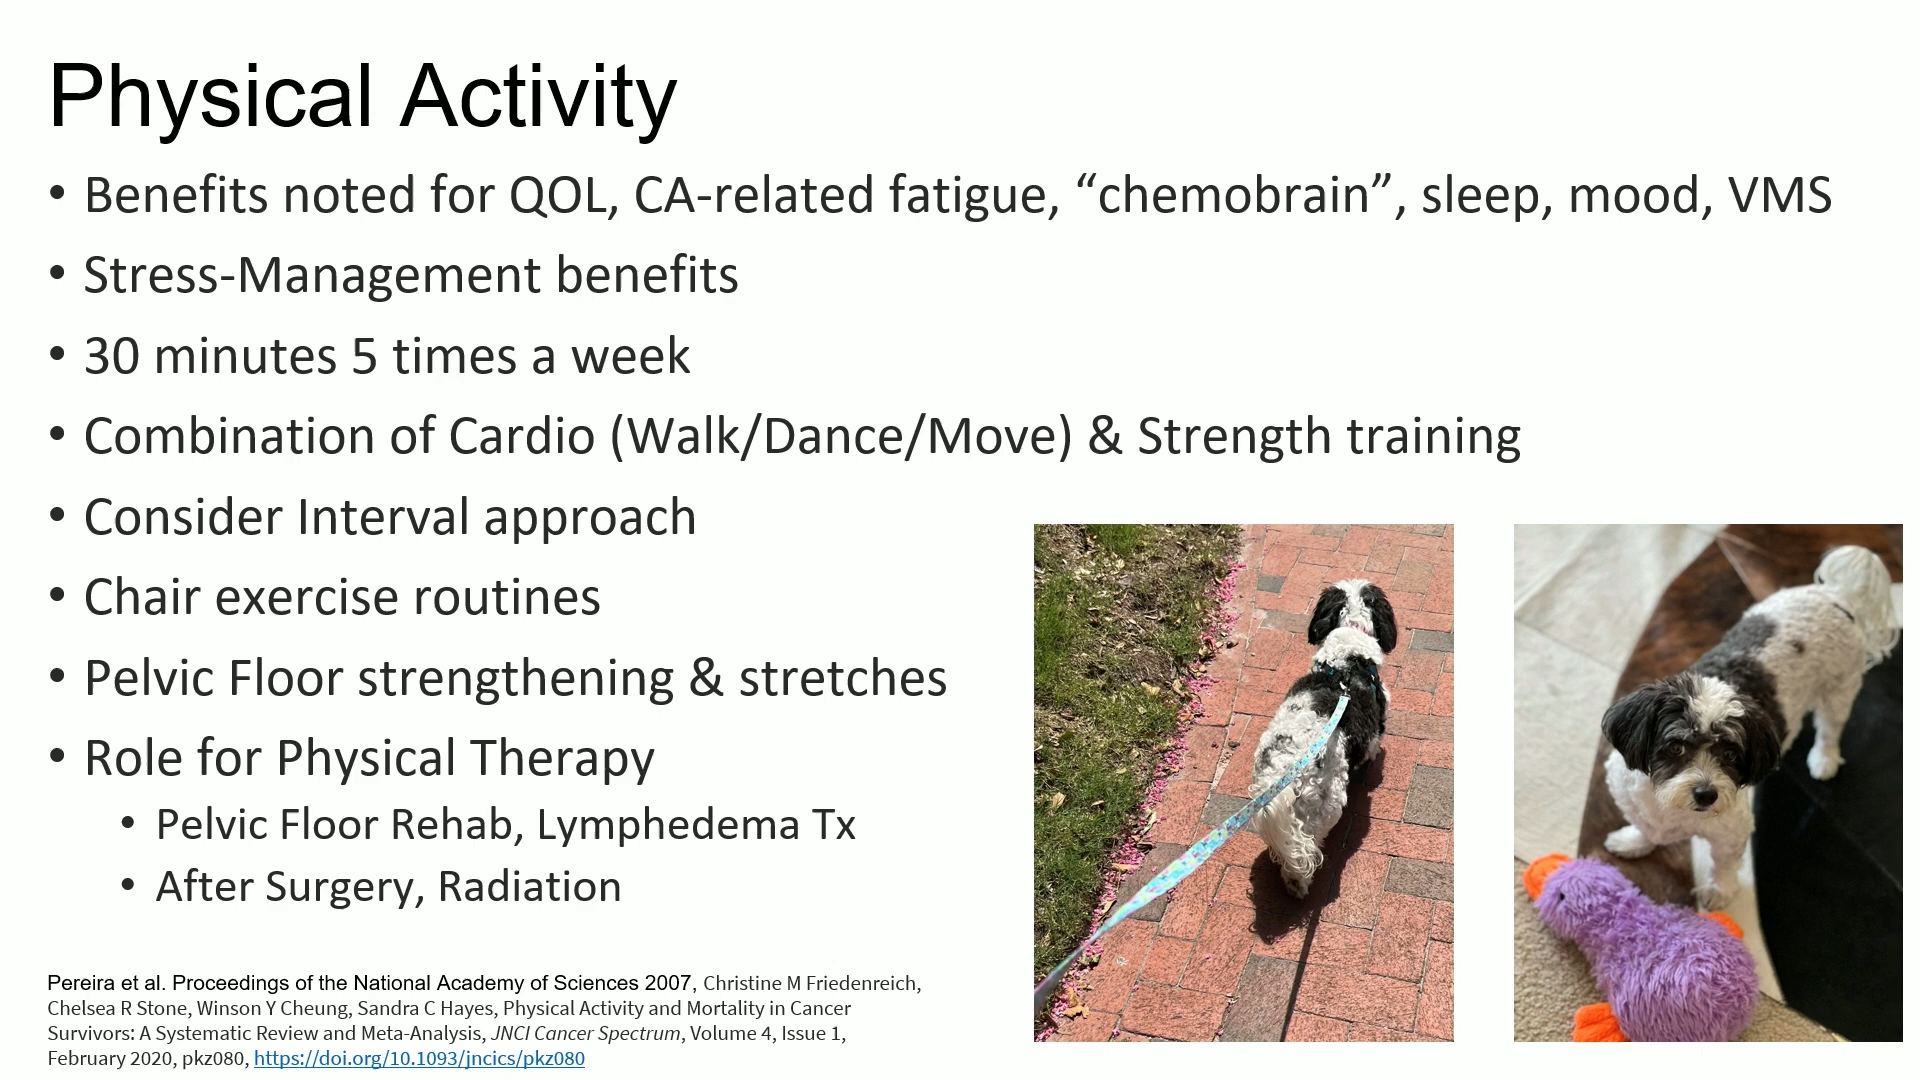 Physical Activity
• Benefits noted for QOL, CA-related fatigue, “chemobrain”, sleep, mood, VMS
• Stress-Management benefits
• 30 minutes 5 times a week
• Combination of Cardio (Walk/Dance/Move) & Strength training
• Consider Interval approach
• Chair exercise routines
• Pelvic Floor strengthening & stretches
• Role for Physical Therapy
• Pelvic Floor Rehab, Lymphedema Tx
• After Surgery, Radiation
Pereira et al. Proceedings of the National Academy of Sciences 2007, Christine M Friedenreich,
Chelsea R Stone, Winson Y Cheung, Sandra C Hayes, Physical Activity and Mortality in Cancer
Survivors: A Systematic Review and Meta-Analysis, JNCI Cancer Spectrum, Volume 4, Issue 1,
February 2020, pkz080, https://doi.org/10.1093/jncics/pkz080